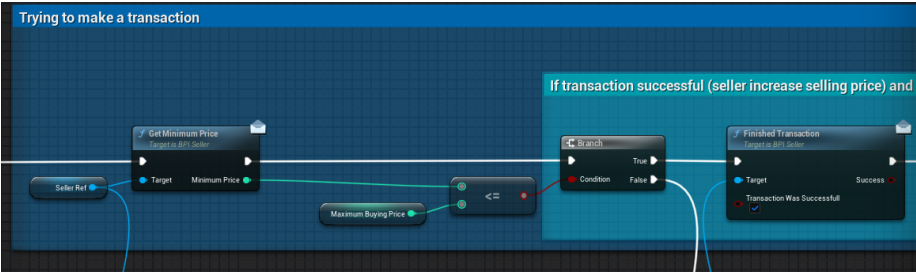 Trying to make a transaction
If transaction successful (seller increase selling price) and
Get Minimum Price
Target is BPI Seller
Target
Minimum Price
Seller Ref
Maximum Buying Price
<=
Branch
True
Condition
False
Finished Transaction
Target is BPI Seller
Target
Success
Transaction Was Successfull